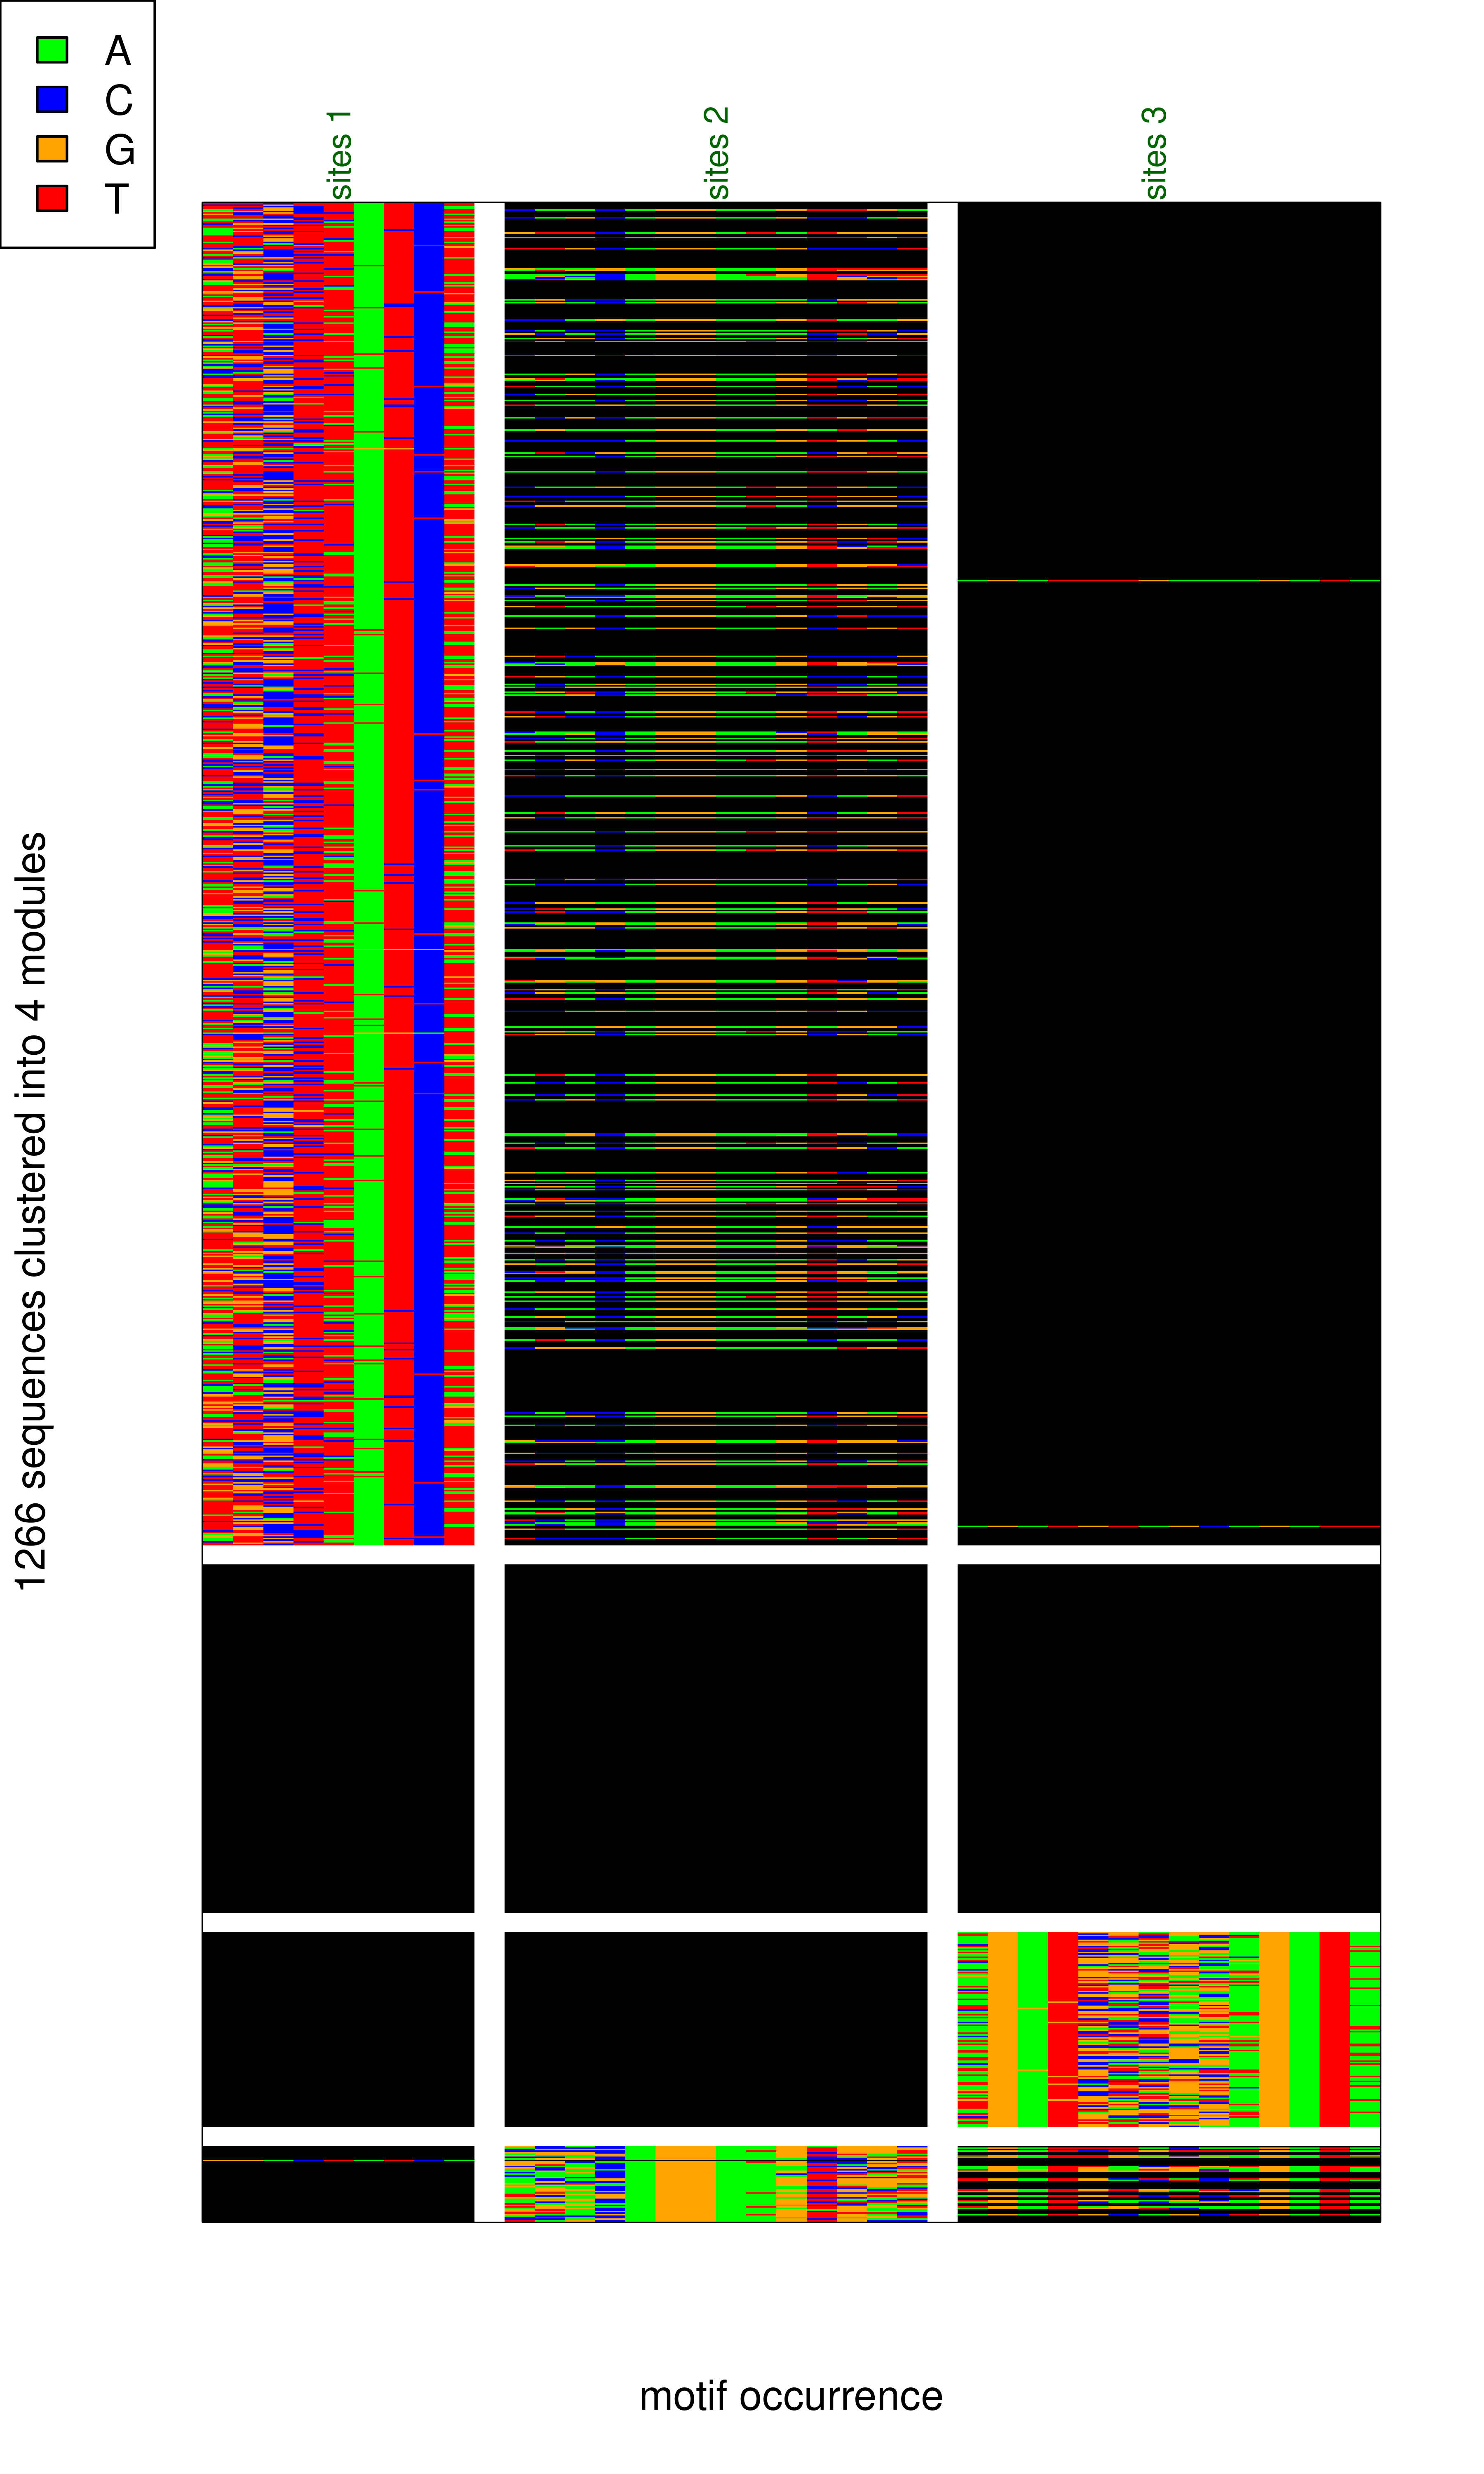 A
C
G
T
sites 1
sites 2
sites 3
1266 sequences clustered into 4 modules
motif occurrence